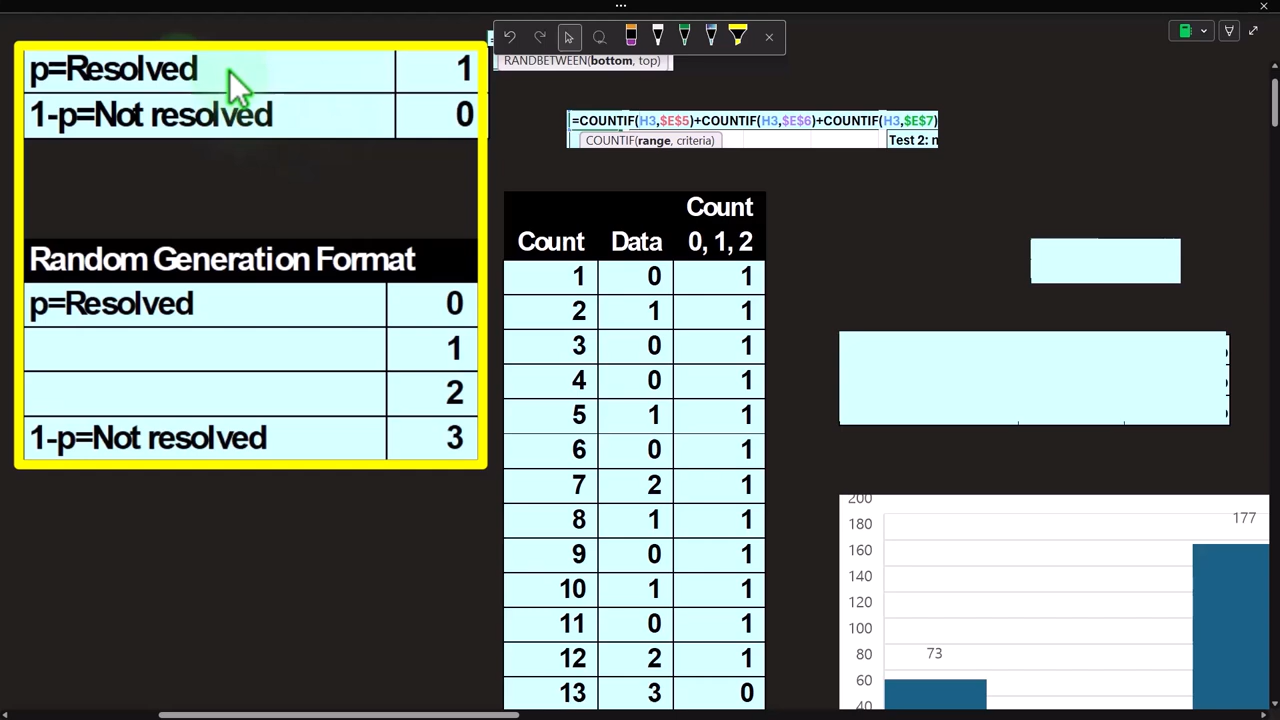 p=Resolved 1
1-p=Not resolved 0
Random Generation Format
p=Resolved 0
1
2
1-p=Not resolved 3
RANDBETWEEN(bottom, top)
=COUNTIF(H3,$E$5)+COUNTIF(H3,$E$6)+COUNTIF(H3,$E$7)
COUNTIF(range, criteria)
Test 2: n
Count Data Count 0, 1, 2
1 0 1
2 1 1
3 0 1
4 0 1
5 1 1
6 0 1
7 2 1
8 1 1
9 0 1
10 1 1
11 0 1
12 2 1
13 3 0
200
180
160
140
120
100
80
60
40
73
177